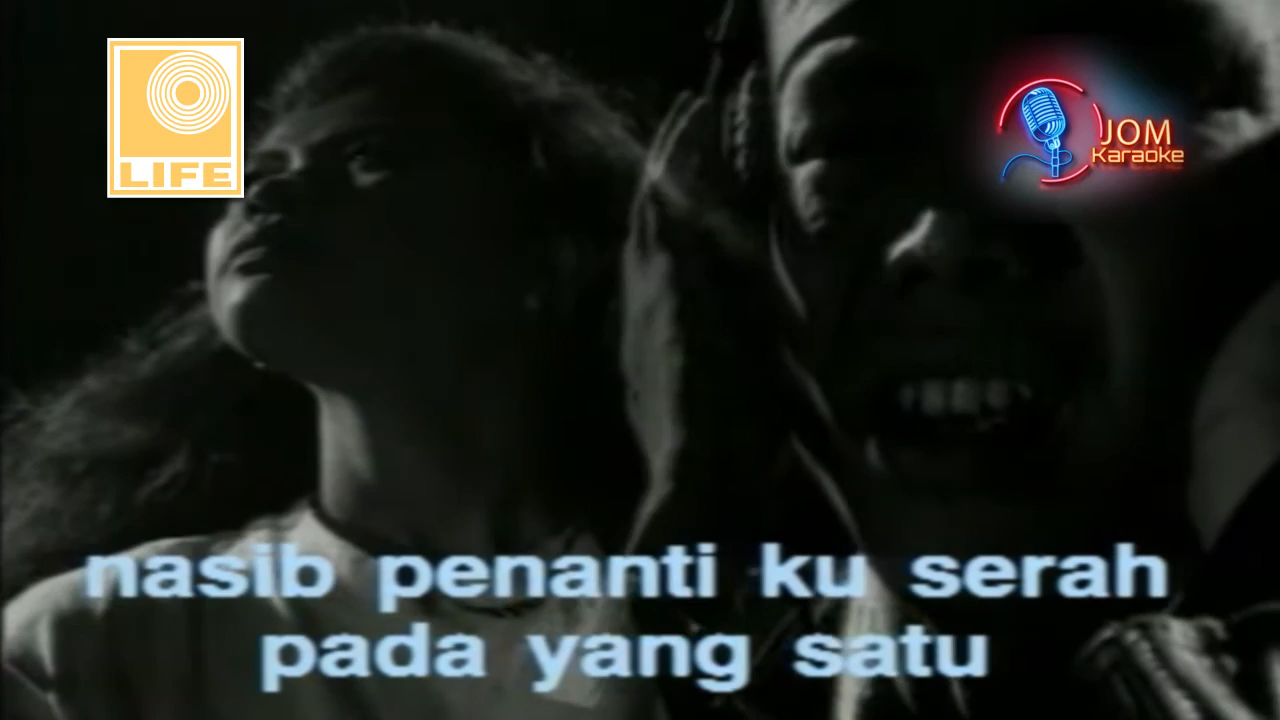 LIFE
JOM
Karaoke
nasib penanti ku serah
pada yang satu